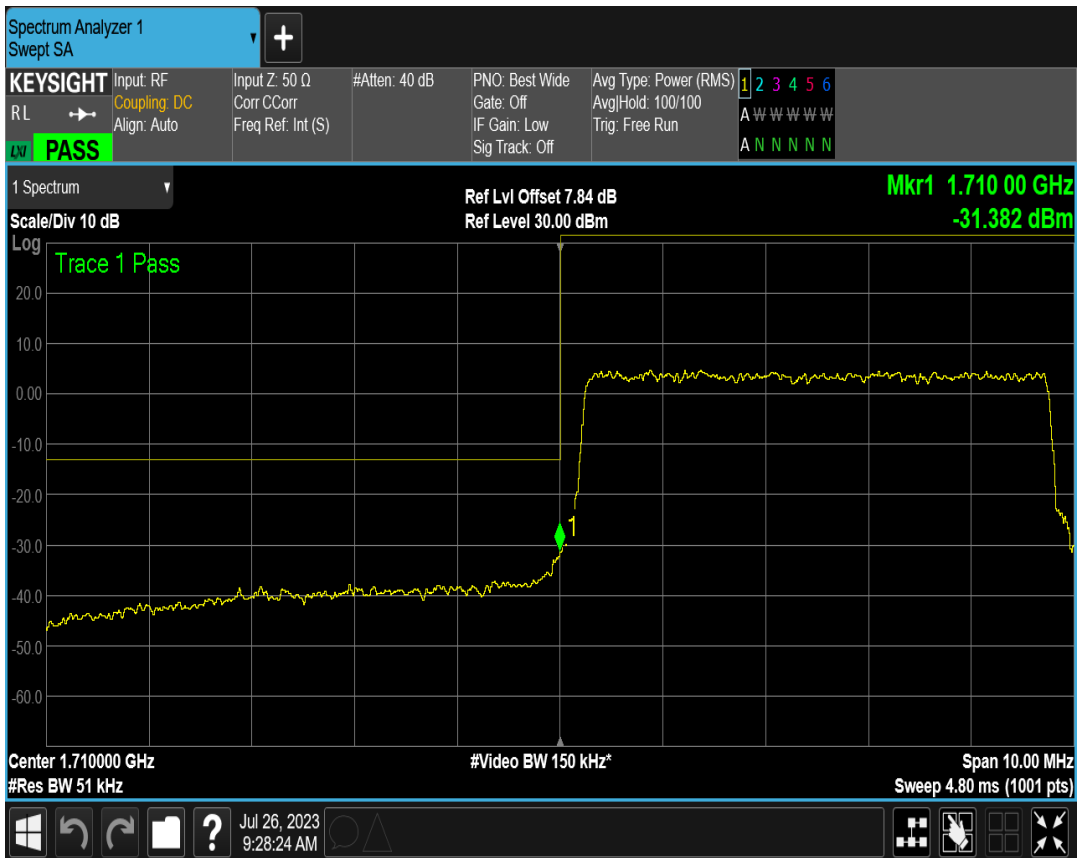 Spectrum Analyzer 1
Swept SA
+
KEYSIGHT
RL
LXI PASS
Input: RF
Coupling: DC
Align: Auto
Input Z: 50 Ω
Corr CCorr
Freq Ref: Int (S)
#Atten: 40 dB
PNO: Best Wide
Gate: Off
IF Gain: Low
Sig Track: Off
Avg Type: Power (RMS)
Avg|Hold: 100/100
Trig: Free Run
1 2 3 4 5 6
A W W W W W
A N N N N N
1 Spectrum
Scale/Div 10 dB
Ref Lvl Offset 7.84 dB
Ref Level 30.00 dBm
Mkr1 1.710 00 GHz
-31.382 dBm
Log
Trace 1 Pass
20.0
10.0
0.00
-10.0
-20.0
1
-30.0
-40.0
-50.0
-60.0
Center 1.710000 GHz
#Res BW 51 kHz
#Video BW 150 kHz*
Span 10.00 MHz
Sweep 4.80 ms (1001 pts)
?
Jul 26, 2023
9:28:24 AM